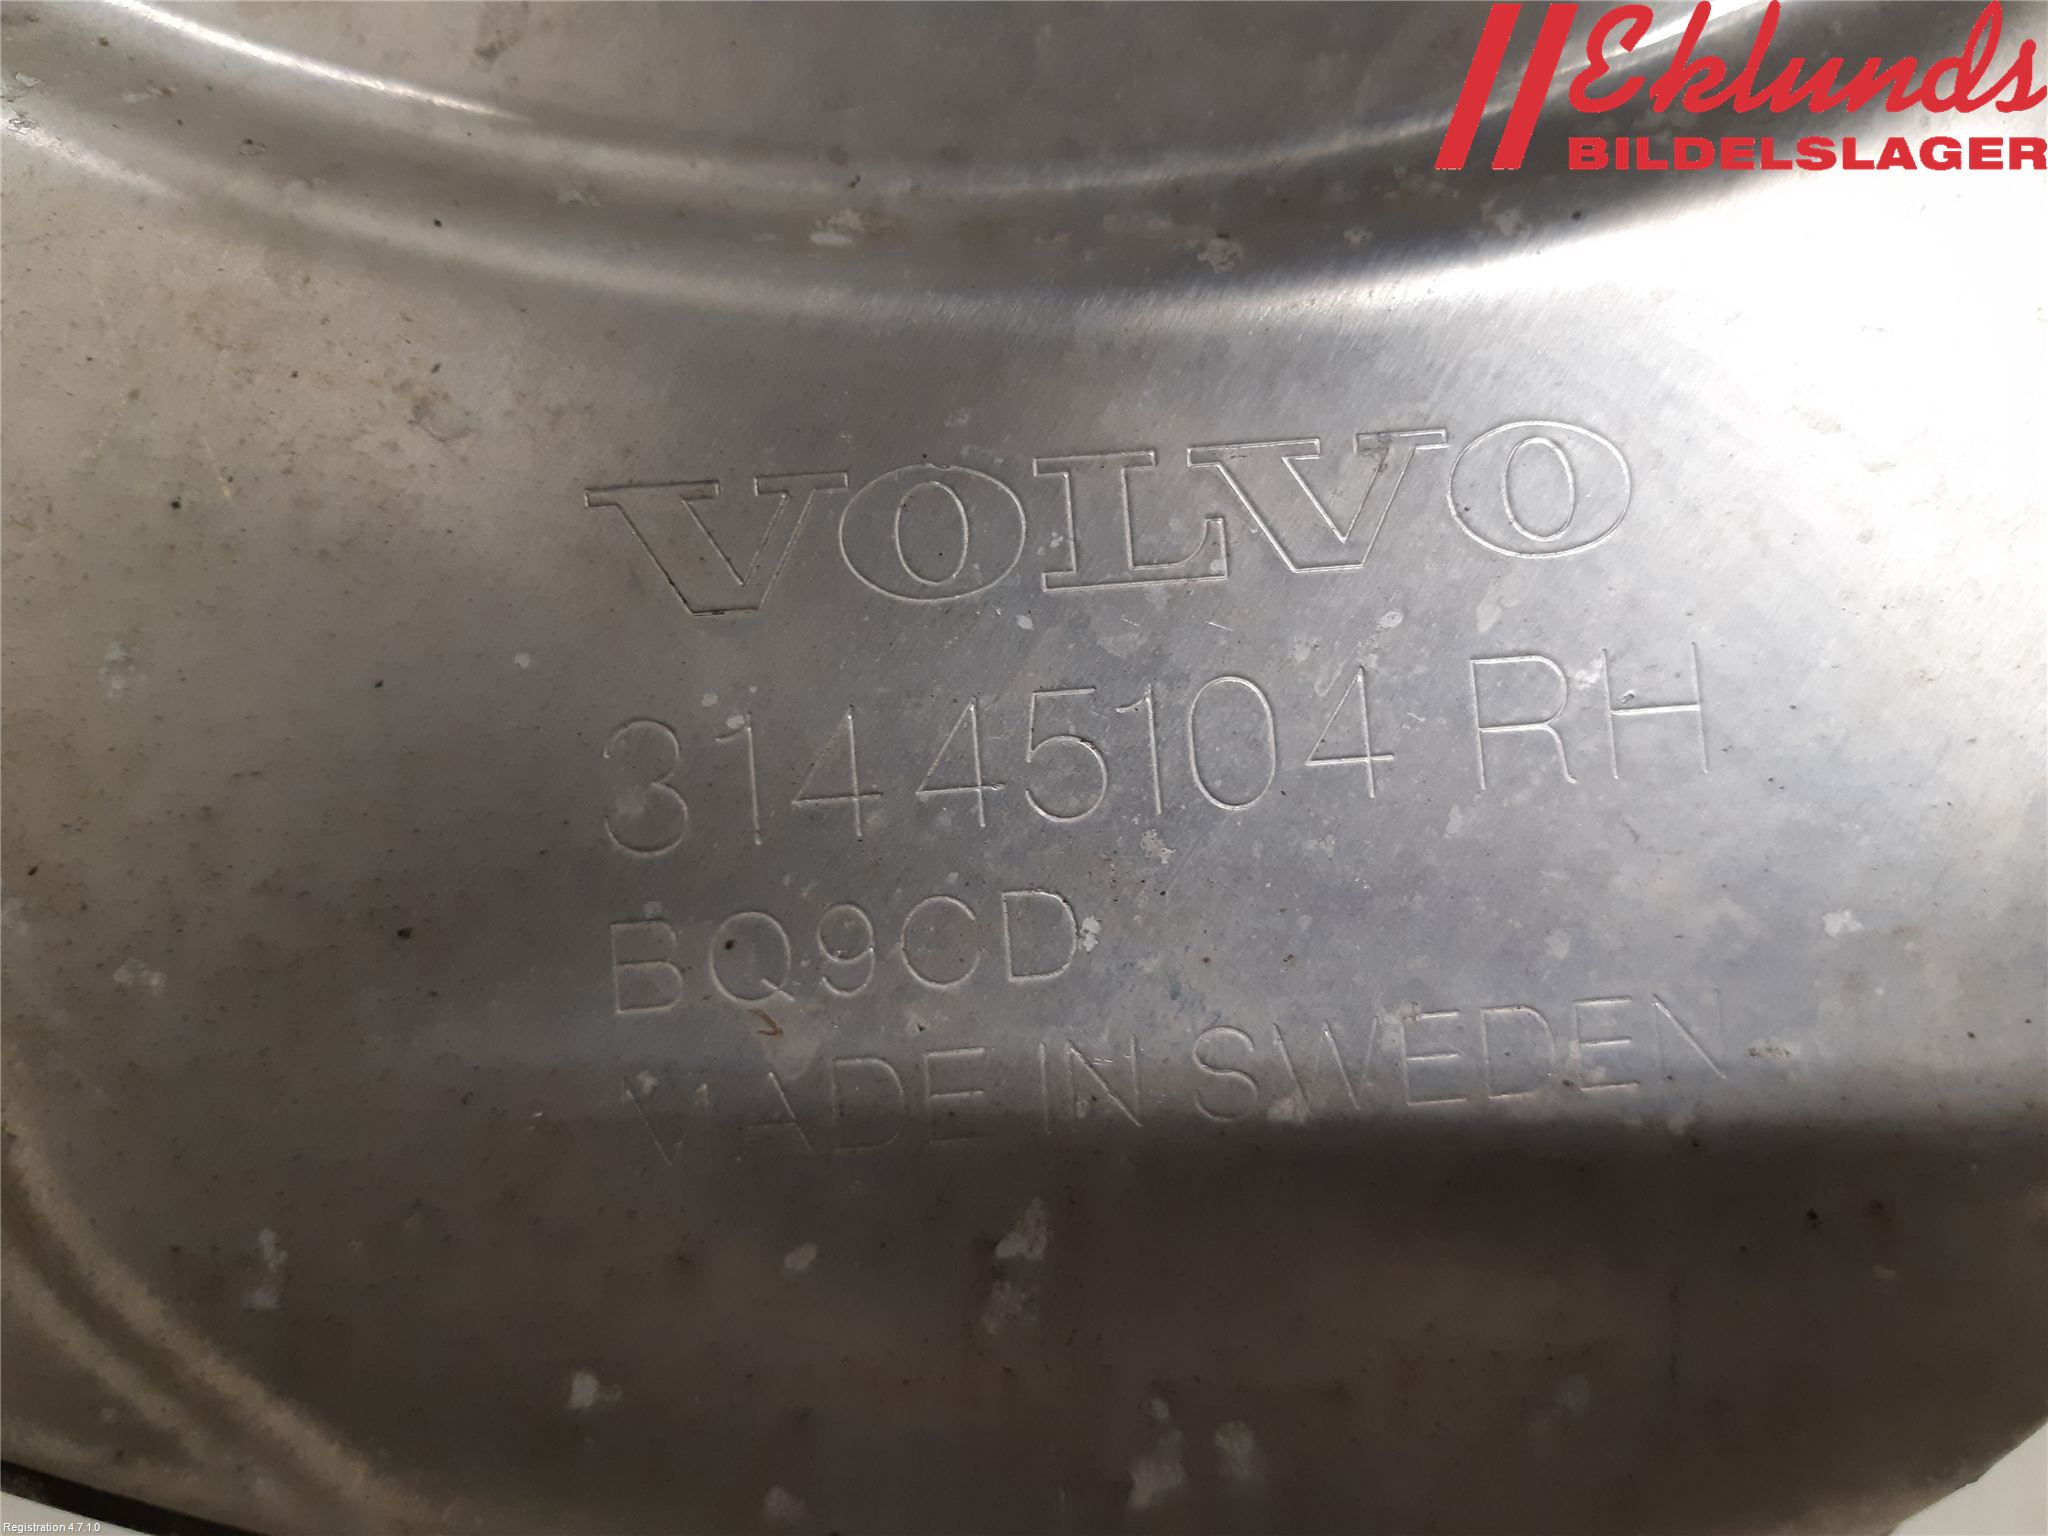 Eklunds
BILDELSLAGER
VOLVO
31445104 RH
BQ9CD
MADE IN SWEDEN
Registration 4.7.1.0